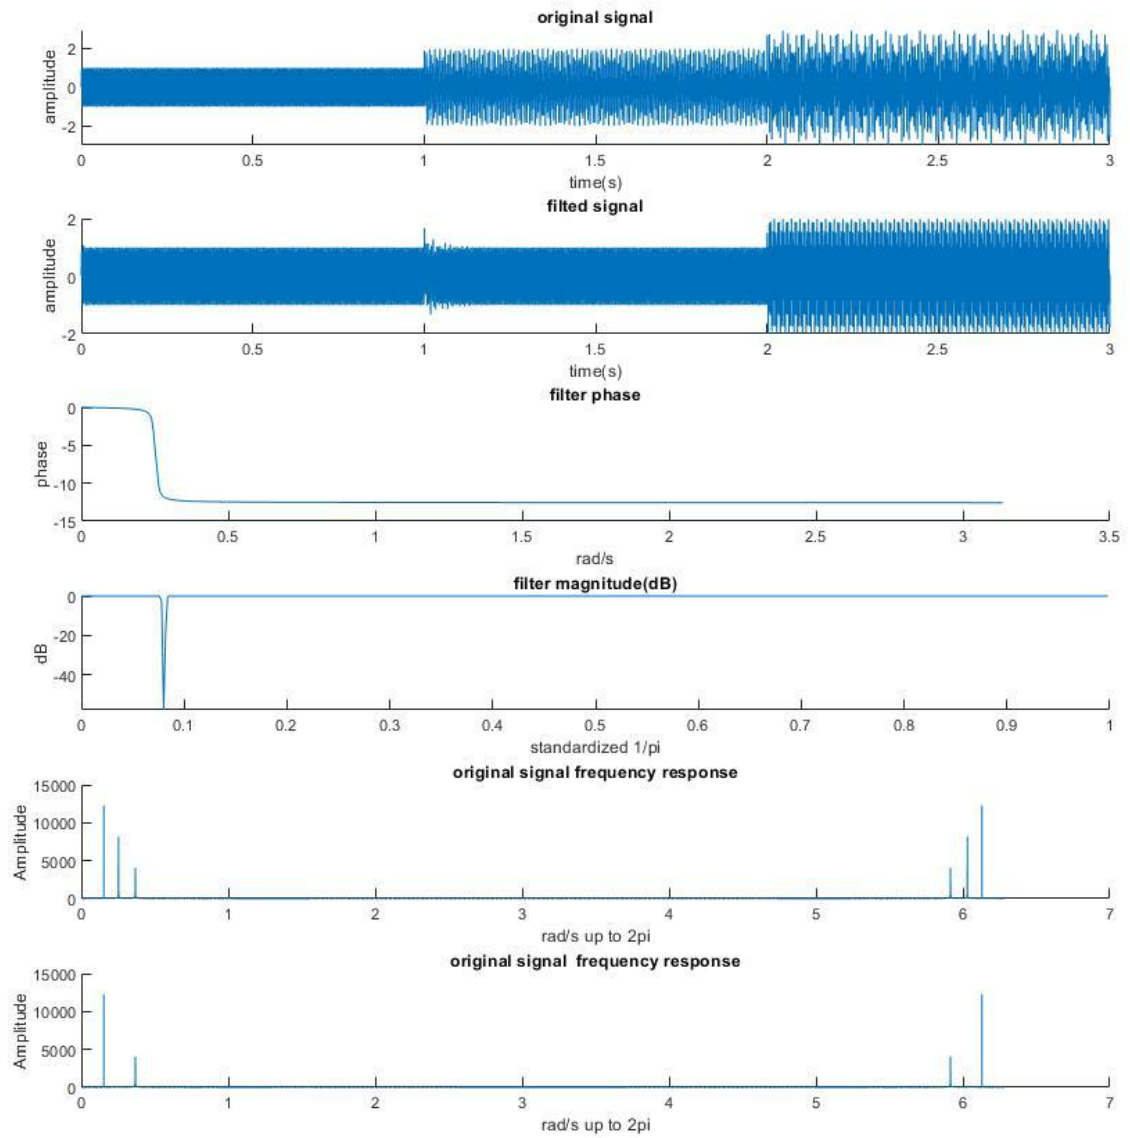 original signal
amplitude
2
0
-2
0 0.5 1 1.5 2 2.5 3
time(s)
filted signal
amplitude
2
0
-2
0 0.5 1 1.5 2 2.5 3
time(s)
filter phase
phase
0
-5
-10
-15
0 0.5 1 1.5 2 2.5 3 3.5
rad/s
filter magnitude(dB)
dB
0
-20
-40
0 0.1 0.2 0.3 0.4 0.5 0.6 0.7 0.8 0.9 1
standardized 1/pi
original signal frequency response
Amplitude
15000
10000
5000
0
0 1 2 3 4 5 6 7
rad/s up to 2pi
original signal  frequency response
Amplitude
15000
10000
5000
0
0 1 2 3 4 5 6 7
rad/s up to 2pi